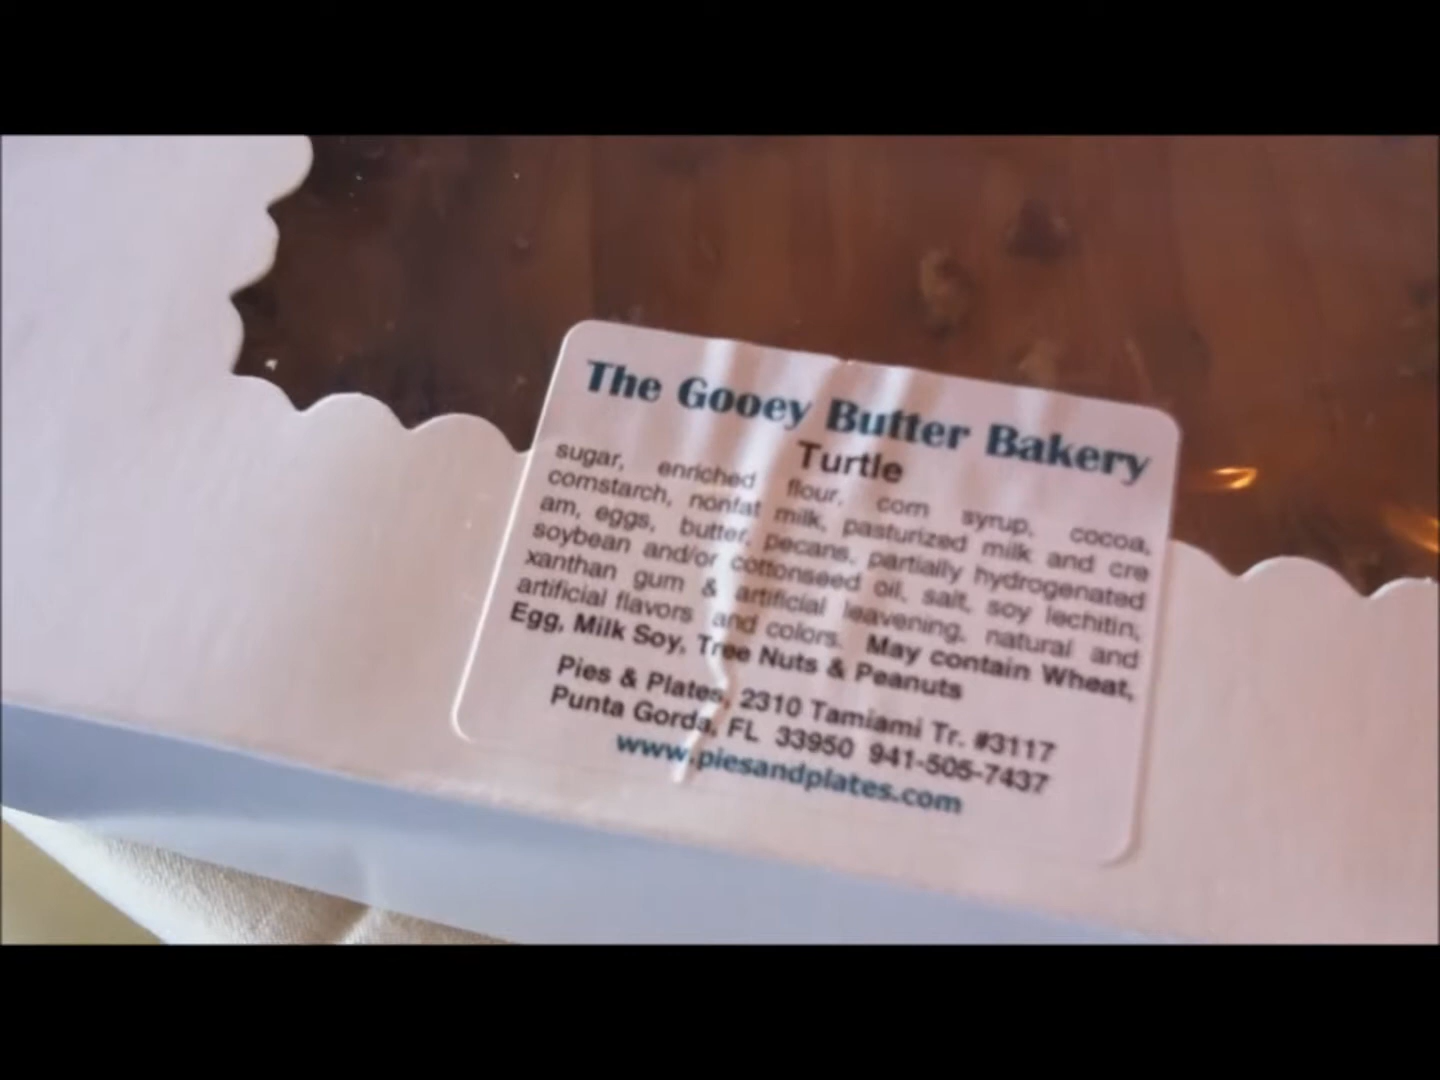 The Gooey Butter Bakery
Turtle
sugar, enriched flour, corn syrup, cocoa,
cornstarch, nonfat milk, pasturized milk and cre
am, eggs, butter, pecans, partially hydrogenated
soybean and/or cottonseed oil, salt, soy lechitin,
xanthan gum & artificial leavening, natural and
artificial flavors and colors. May contain Wheat,
Egg, Milk Soy, Tree Nuts & Peanuts
Pies & Plates, 2310 Tamiami Tr. #3117
Punta Gorda, FL 33950 941-505-7437
www.piesandplates.com